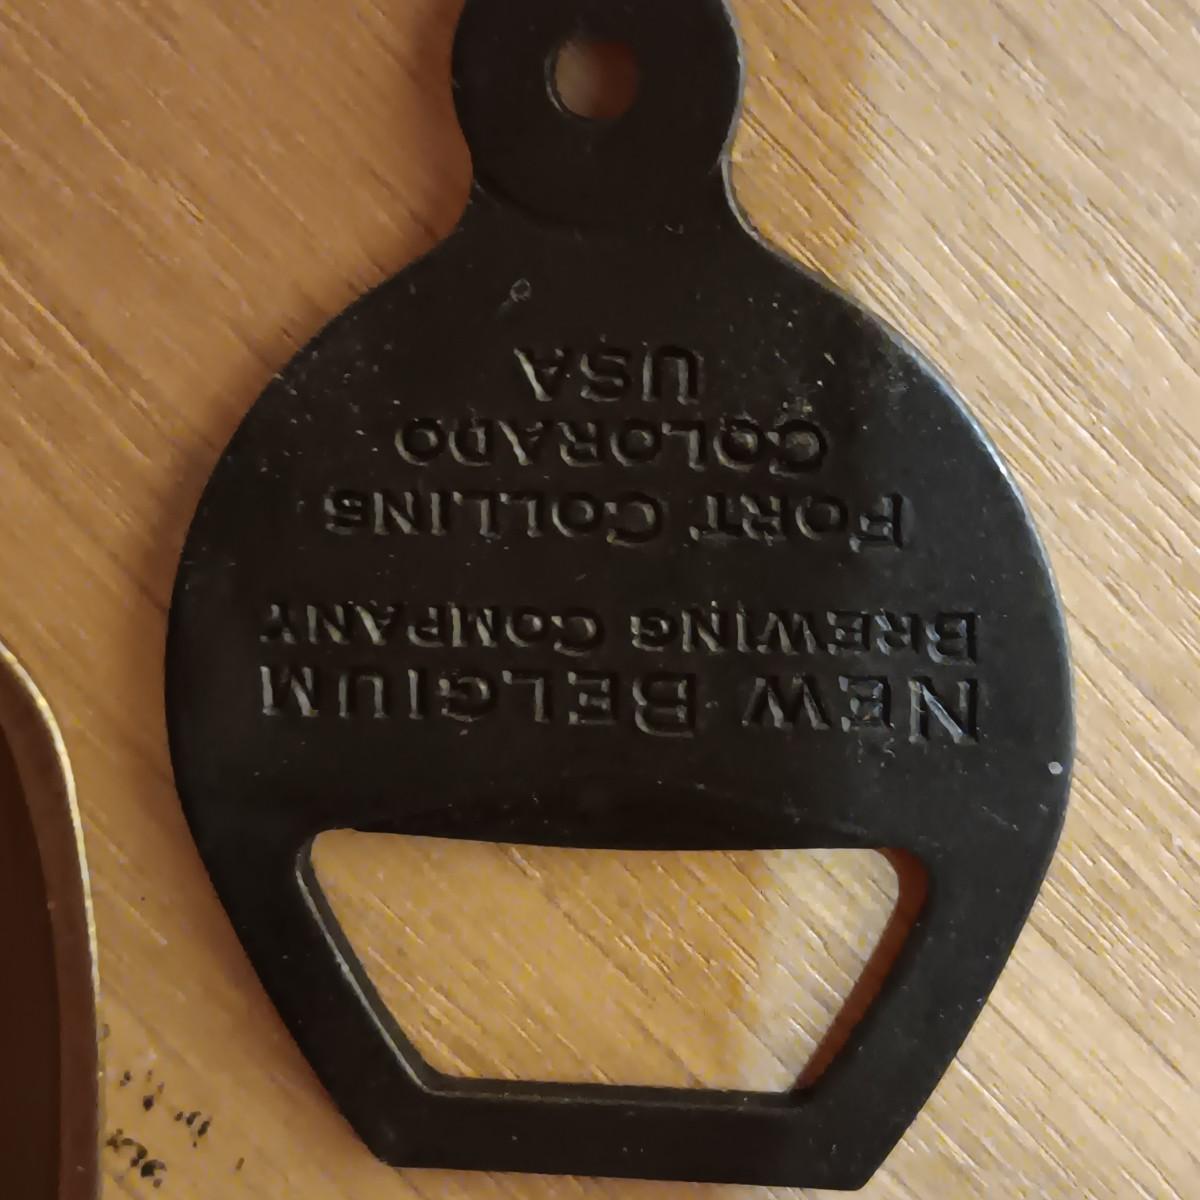 NEW BELGIUM
BREWING COMPANY
FORT COLLINS
COLORADO
USA